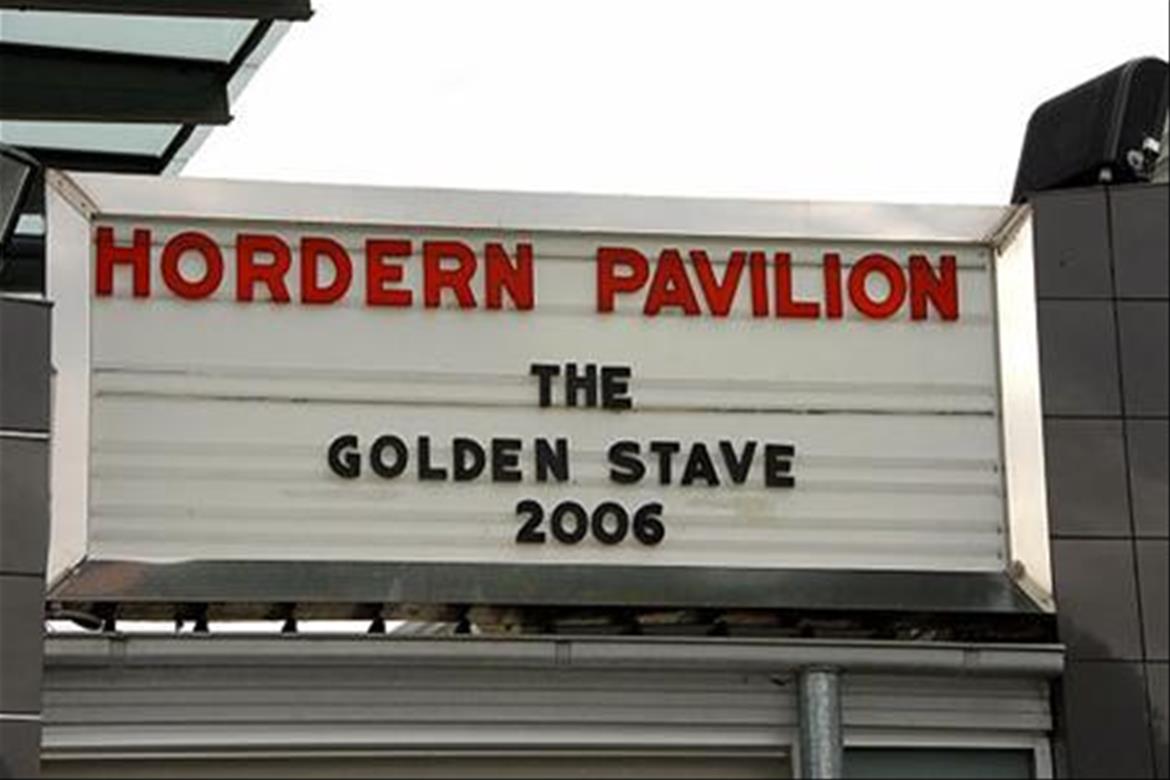 HORDERN PAVILION
THE
GOLDEN STAVE
2006